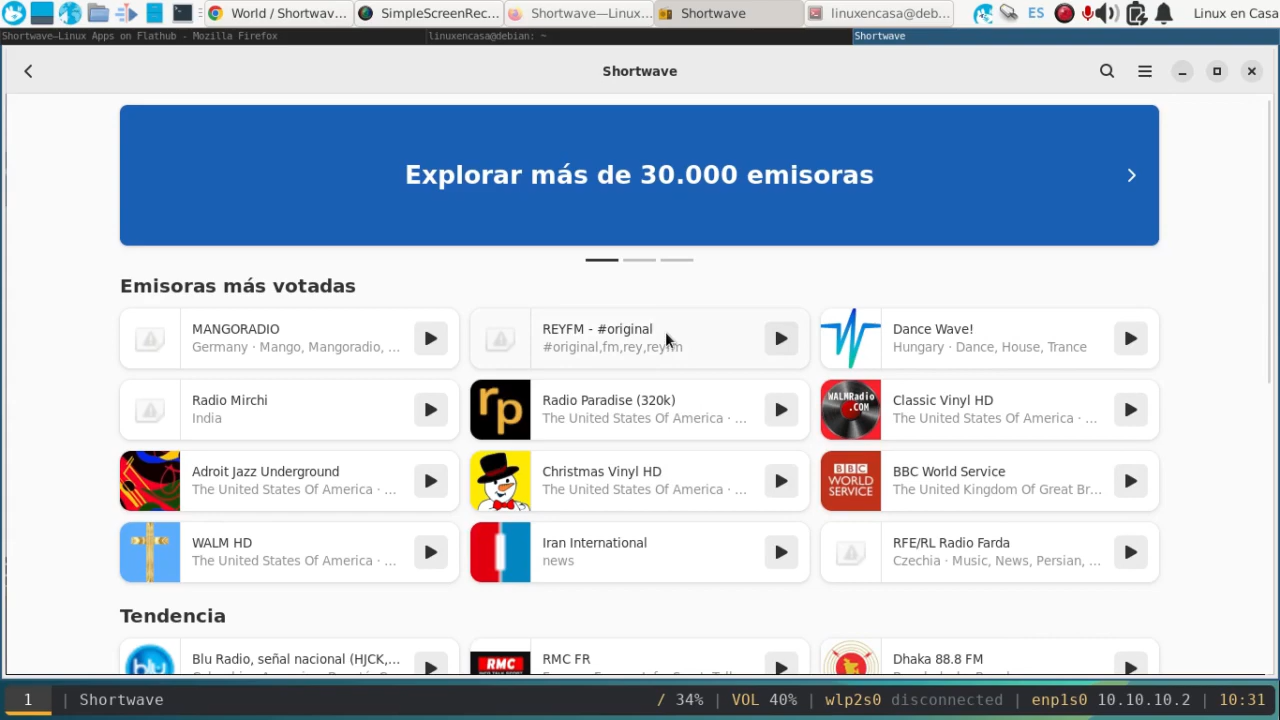 World / Shortwav...
SimpleScreenRec...
Shortwave—Linux...
Shortwave
linuxencasa@deb...
ES
Linux en Casa
Shortwave—Linux Apps on Flathub - Mozilla Firefox
linuxencasa@debian: ~
Shortwave
Shortwave
Explorar más de 30.000 emisoras
Emisoras más votadas
MANGORADIO
Germany · Mango, Mangoradio, ...
REYFM - #original
#original,fm,rey,reyfm
Dance Wave!
Hungary · Dance, House, Trance
Radio Mirchi
India
rp
Radio Paradise (320k)
The United States Of America · ...
WALMRadio
.COM
Classic Vinyl HD
The United States Of America · ...
Adroit Jazz Underground
The United States Of America · ...
Christmas Vinyl HD
The United States Of America · ...
BBC
WORLD
SERVICE
BBC World Service
The United Kingdom Of Great Br...
WALM HD
The United States Of America · ...
Iran International
news
RFE/RL Radio Farda
Czechia · Music, News, Persian, ...
Tendencia
blu
Blu Radio, señal nacional (HJCK,...
RMC
RMC FR
Dhaka 88.8 FM
1 | Shortwave
/ 34% | VOL 40% | wlp2s0 disconnected | enp1s0 10.10.10.2 | 10:31